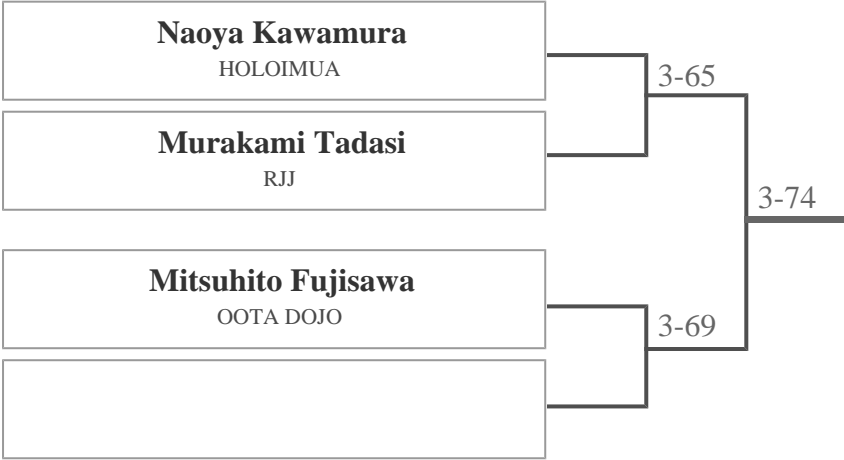 Naoya Kawamura
HOLOIMUA
3-65
Murakami Tadasi
RJJ
3-74
Mitsuhito Fujisawa
OOTA DOJO
3-69